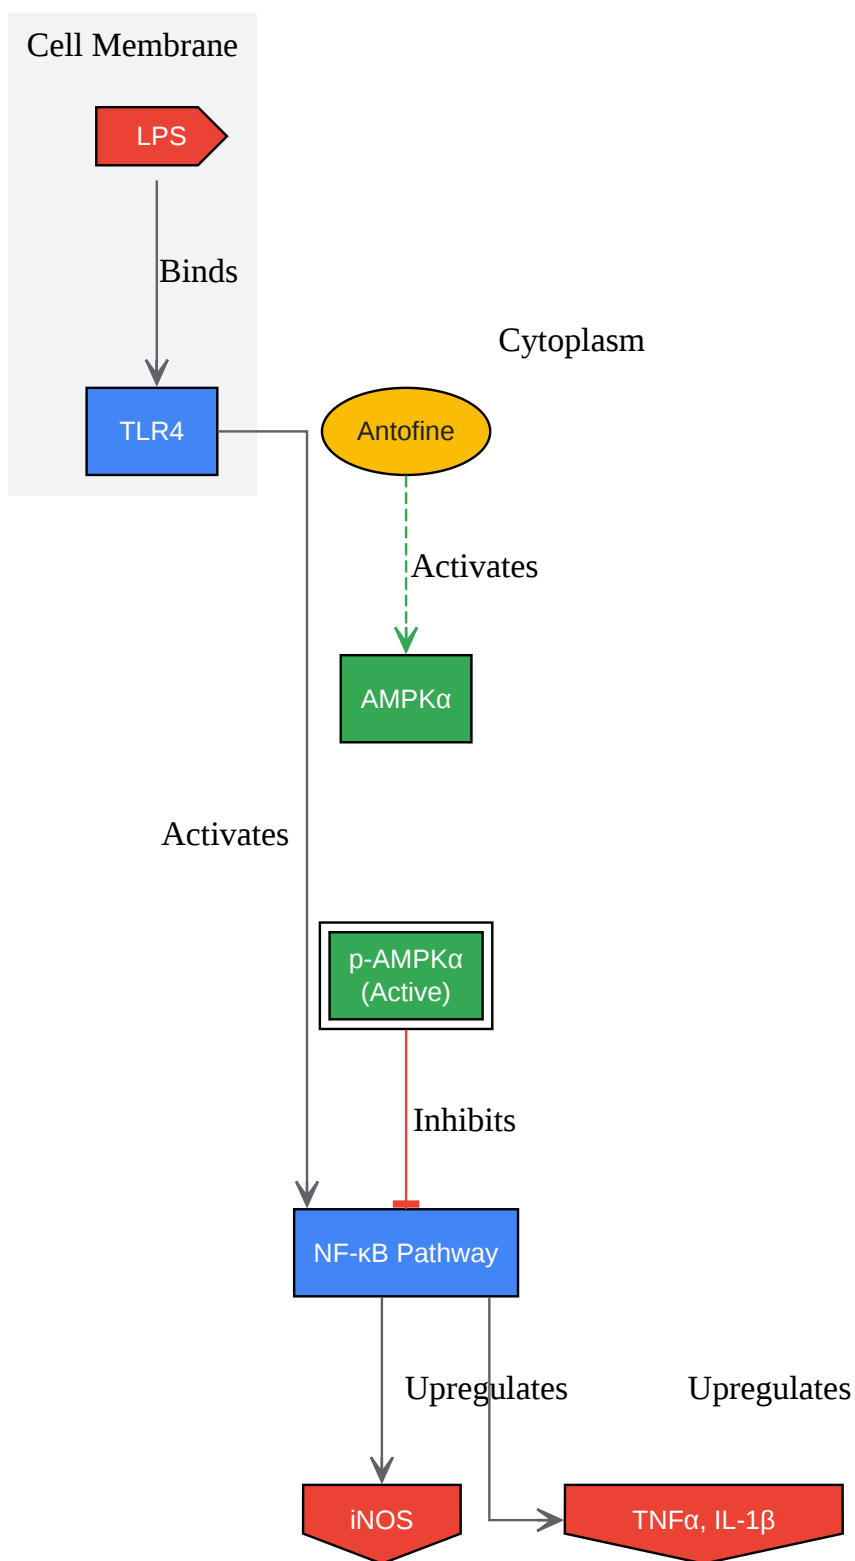 Cell Membrane
LPS
Binds
Cytoplasm
TLR4
Antofine
Activates
AMPKα
Activates
p-AMPKα
(Active)
Inhibits
NF-κB Pathway
Upregulates
Upregulates
iNOS
TNFα, IL-1β